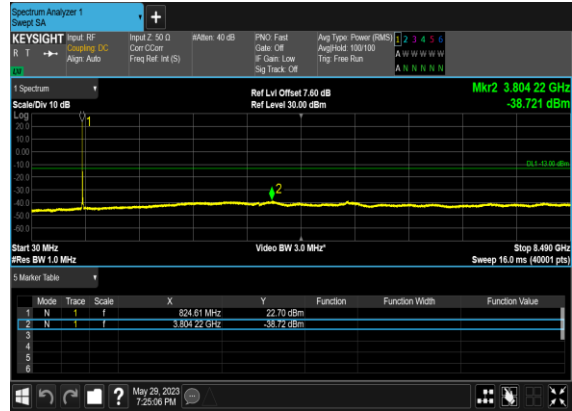 Spectrum Analyzer 1
Swept SA
+
KEYSIGHT Input: RF Input Z: 50 Ω #Atten: 40 dB PNO: Fast Avg Type: Power (RMS) 1 2 3 4 5 6
R T Coupling: DC Corr CCorr Gate: Off Avg|Hold: 100/100 A W W W W W
Align: Auto Freq Ref: Int (S) IF Gain: Low Trig: Free Run
Sig Track: Off A N N N N N
1 Spectrum Ref Lvl Offset 7.60 dB Mkr2 3.804 22 GHz
Scale/Div 10 dB Ref Level 30.00 dBm -38.721 dBm
Log
20.0
10.0
0.00
-10.0
-20.0
-30.0
-40.0
-50.0
-60.0
1
2
DL1 -13.00 dBm
Start 30 MHz Video BW 3.0 MHz* Stop 8.490 GHz
#Res BW 1.0 MHz Sweep 16.0 ms (40001 pts)
5 Marker Table
Mode Trace Scale X Y Function Function Width Function Value
1 N 1 f 824.61 MHz 22.70 dBm
2 N 1 f 3.804 22 GHz -38.72 dBm
3
4
5
6
? May 29, 2023
7:25:06 PM